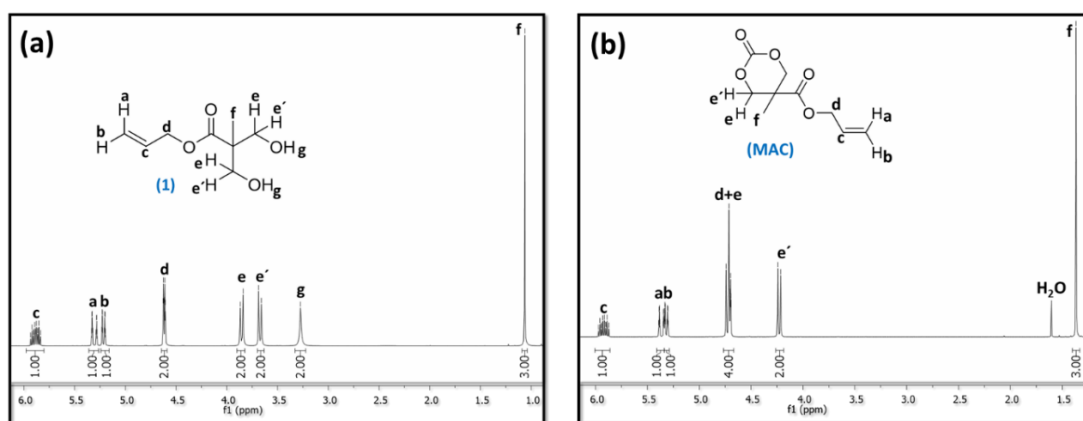 (a)
f
a
H
b
H
c
d
O
O
f
e
H
e´
H
OHg
e
H
e´H
OHg
(1)
c
a b
d
e
e´
g
1.00
1.00
1.00
2.00
2.00
2.00
2.00
3.00
6.0 5.5 5.0 4.5 4.0 3.5 3.0 2.5 2.0 1.5 1.0
f1 (ppm)
(b)
f
O
O
O
O
e´H
H
e
f
O
d
c
H a
H b
(MAC)
d+e
e´
c
ab
H2O
1.00
1.00
1.00
4.00
2.00
3.00
6.0 5.5 5.0 4.5 4.0 3.5 3.0 2.5 2.0 1.5
f1 (ppm)